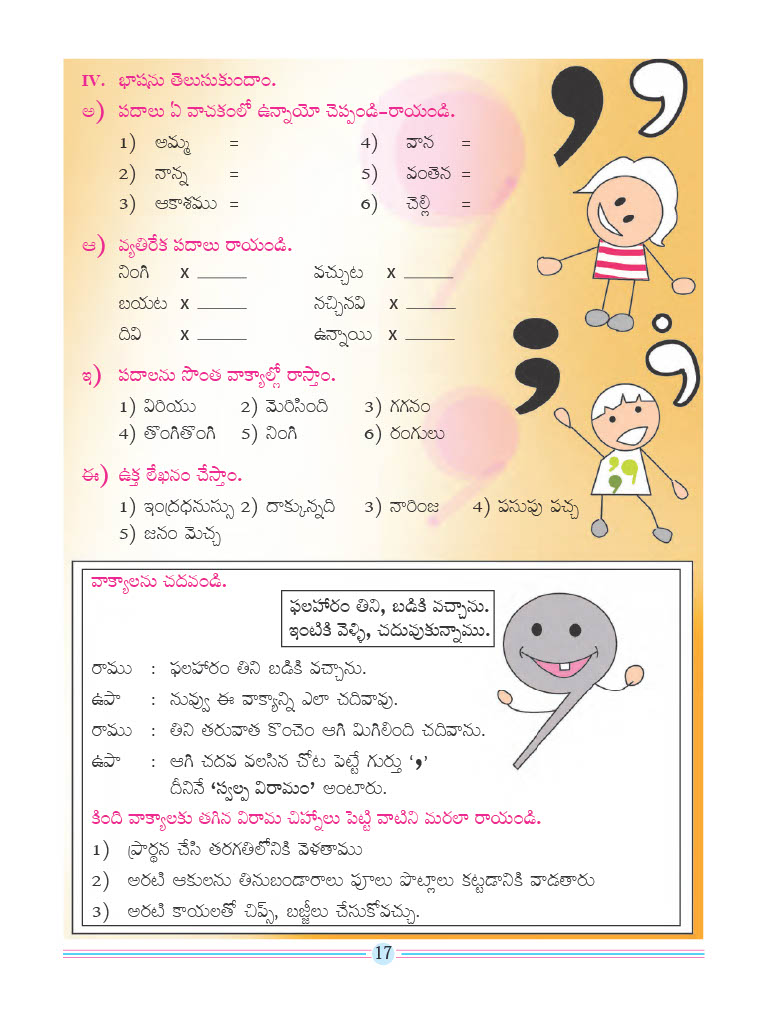 IV. భాషను తెలుసుకుందాం.
అ) పదాలు ఏ వాచకంలో ఉన్నాయో చెప్పండి-రాయండి.
1) అమ్మ = 4) వాన =
2) నాన్న = 5) వంతెన =
3) ఆకాశము = 6) చెల్లి =
ఆ) వ్యతిరేక పదాలు రాయండి.
నింగి x ______ వచ్చుట x ______
బయట x ______ నచ్చినవి x ______
దివి x ______ ఉన్నాయి x ______
ఇ) పదాలను సొంత వాక్యాల్లో రాస్తాం.
1) విరియు 2) మెరిసింది 3) గగనం
4) తొంగితొంగి 5) నింగి 6) రంగులు
ఈ) ఉక్త లేఖనం చేస్తాం.
1) ఇంద్రధనుస్సు 2) దాక్కున్నది 3) నారింజ 4) పసుపు పచ్చ
5) జనం మెచ్చ
వాక్యాలను చదవండి.
ఫలహారం తిని, బడికి వచ్చాను.
ఇంటికి వెళ్ళి, చదువుకున్నాము.
రాము : ఫలహారం తిని బడికి వచ్చాను.
ఉపా : నువ్వు ఈ వాక్యాన్ని ఎలా చదివావు.
రాము : తిని తరువాత కొంచెం ఆగి మిగిలింది చదివాను.
ఉపా : ఆగి చదవ వలసిన చోట పెట్టే గుర్తు ‘,’
దీనినే ‘స్వల్ప విరామం’ అంటారు.
కింది వాక్యాలకు తగిన విరామ చిహ్నాలు పెట్టి వాటిని మరలా రాయండి.
1) ప్రార్థన చేసి తరగతిలోనికి వెళతాము
2) అరటి ఆకులను తినుబండారాలు పూలు పొట్లాలు కట్టడానికి వాడతారు
3) అరటి కాయలతో చిప్స్, బజ్జీలు చేసుకోవచ్చు.
17